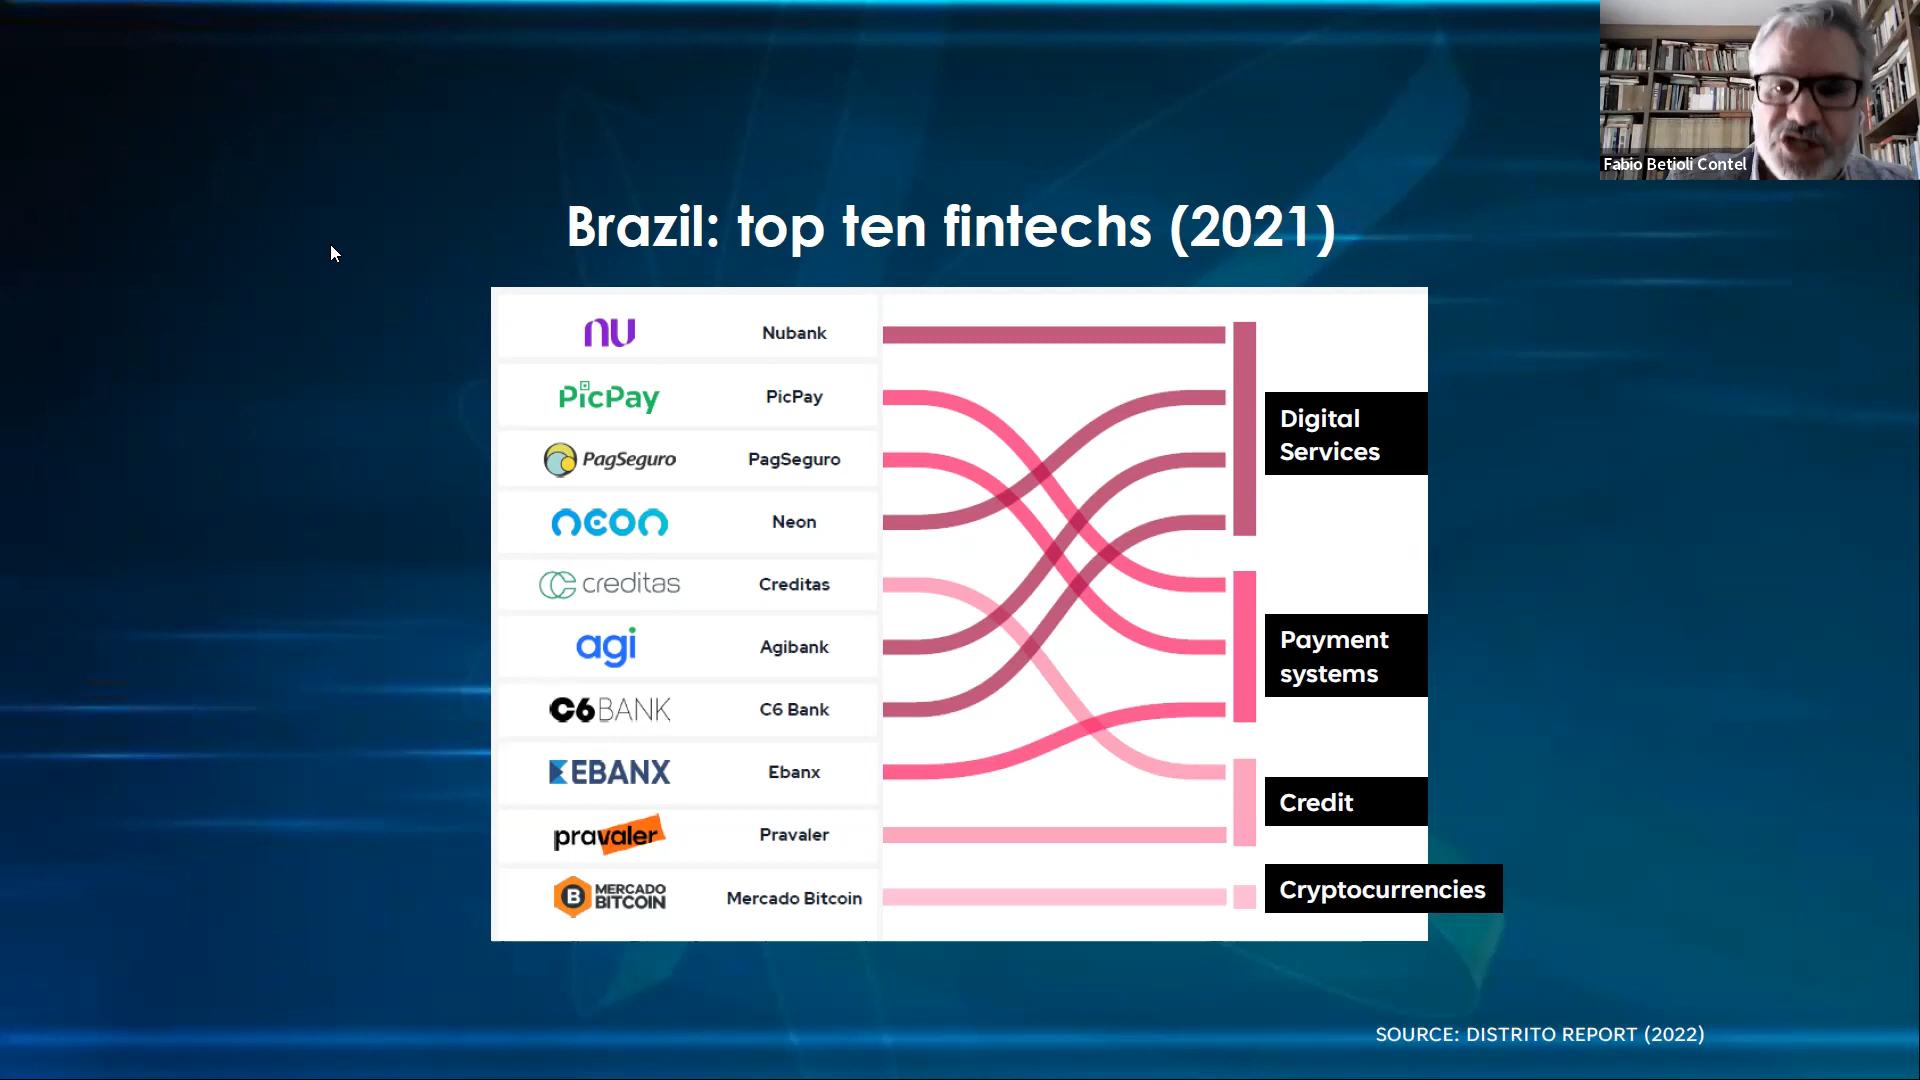 Fabio Betioli Contel
Brazil: top ten fintechs (2021)
nu Nubank
PicPay PicPay
PagSeguro PagSeguro
neon Neon
creditas Creditas
agi Agibank
C6BANK C6 Bank
EBANX Ebanx
pravaler Pravaler
MERCADO
BITCOIN Mercado Bitcoin
Digital
Services
Payment
systems
Credit
Cryptocurrencies
SOURCE: DISTRITO REPORT (2022)